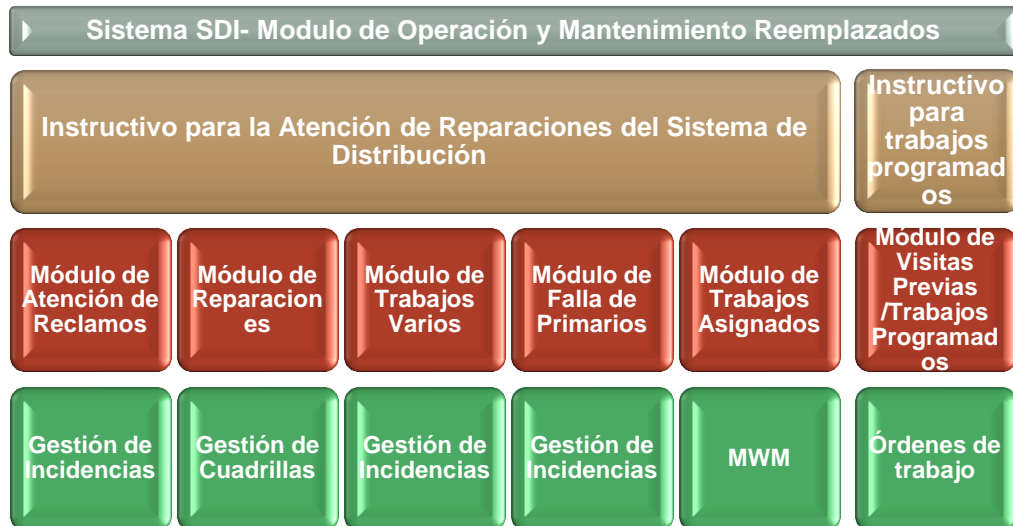 Sistema SDI- Modulo de Operación y Mantenimiento Reemplazados
Instructivo para la Atención de Reparaciones del Sistema de
Distribución
Instructivo
para
trabajos
programad
os
Módulo de
Atención de
Reclamos
Módulo de
Reparacion
es
Módulo de
Trabajos
Varios
Módulo de
Falla de
Primarios
Módulo de
Trabajos
Asignados
Módulo de
Visitas
Previas
/Trabajos
Programad
os
Gestión de
Incidencias
Gestión de
Cuadrillas
Gestión de
Incidencias
Gestión de
Incidencias
MWM
Órdenes de
trabajo